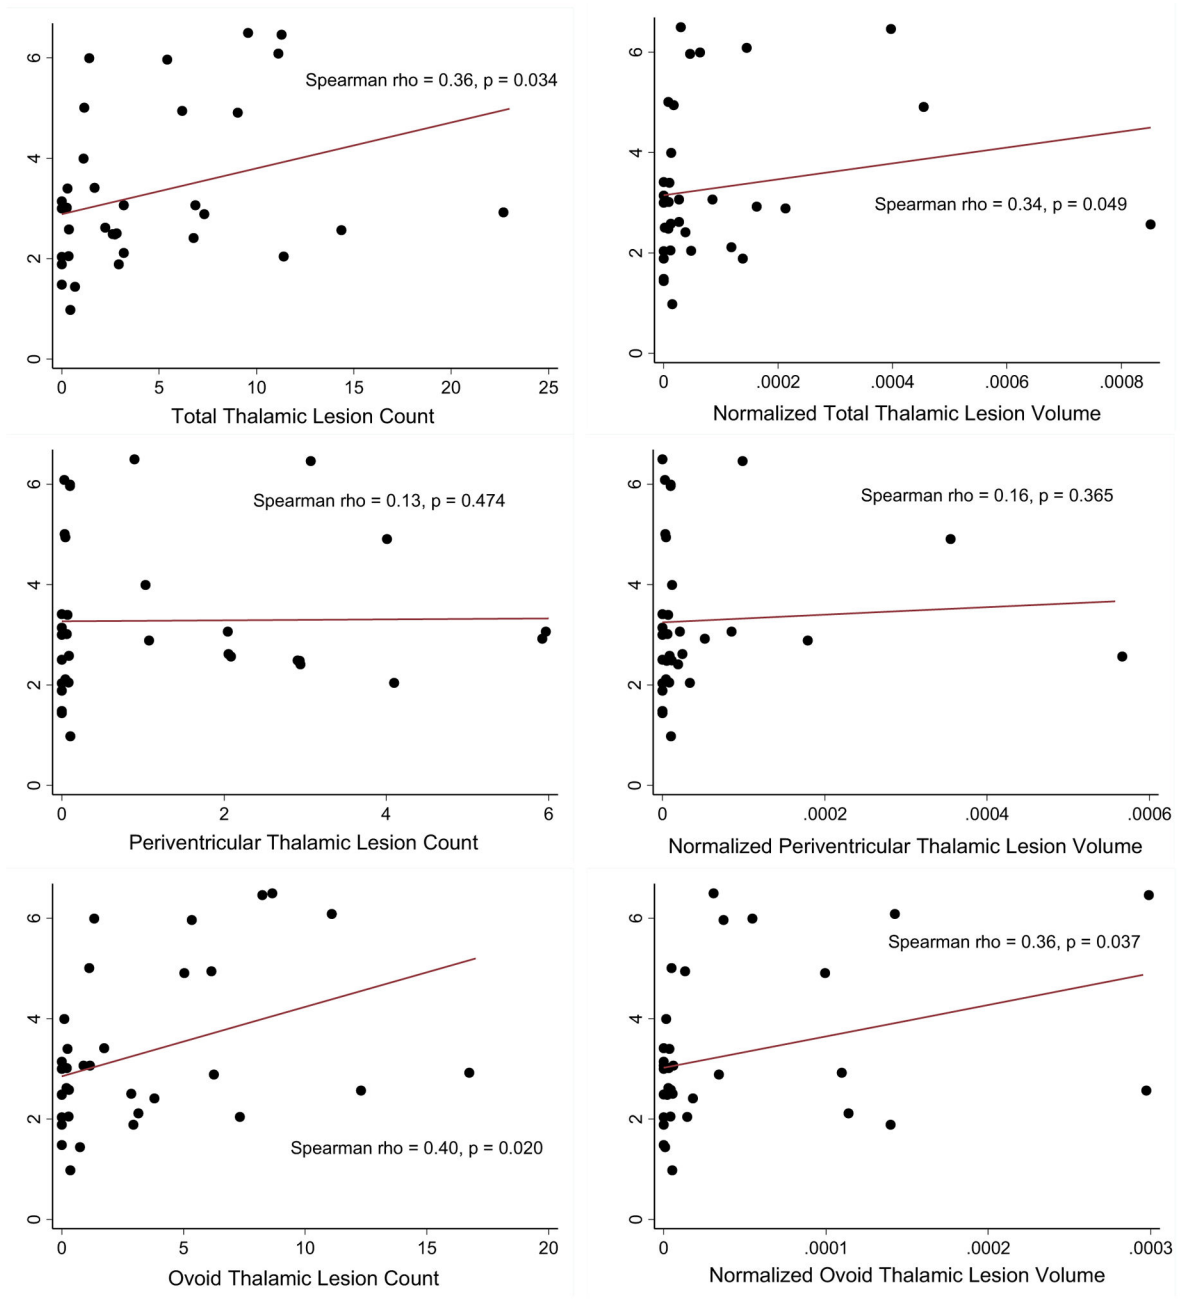 6
4
2
0
Spearman rho = 0.36, p = 0.034
0 5 10 15 20 25
Total Thalamic Lesion Count
6
4
2
0
Spearman rho = 0.34, p = 0.049
0 .0002 .0004 .0006 .0008
Normalized Total Thalamic Lesion Volume
6
4
2
0
Spearman rho = 0.13, p = 0.474
0 2 4 6
Periventricular Thalamic Lesion Count
6
4
2
0
Spearman rho = 0.16, p = 0.365
0 .0002 .0004 .0006
Normalized Periventricular Thalamic Lesion Volume
6
4
2
0
Spearman rho = 0.40, p = 0.020
0 5 10 15 20
Ovoid Thalamic Lesion Count
6
4
2
0
Spearman rho = 0.36, p = 0.037
0 .0001 .0002 .0003
Normalized Ovoid Thalamic Lesion Volume